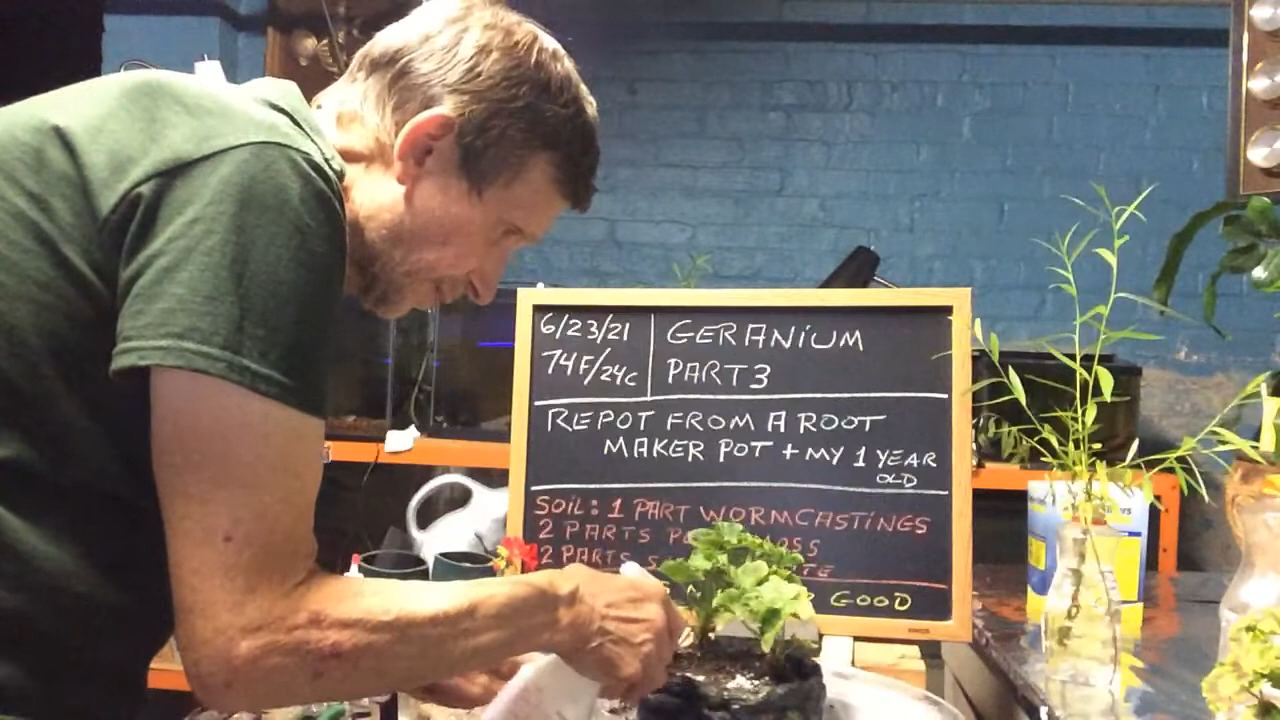 6/23/21 GERANIUM
74F/24C PART 3
REPOT FROM A ROOT
MAKER POT + MY 1 YEAR
OLD
SOIL: 1 PART WORMCASTINGS
2 PARTS
2 PARTS
GOOD